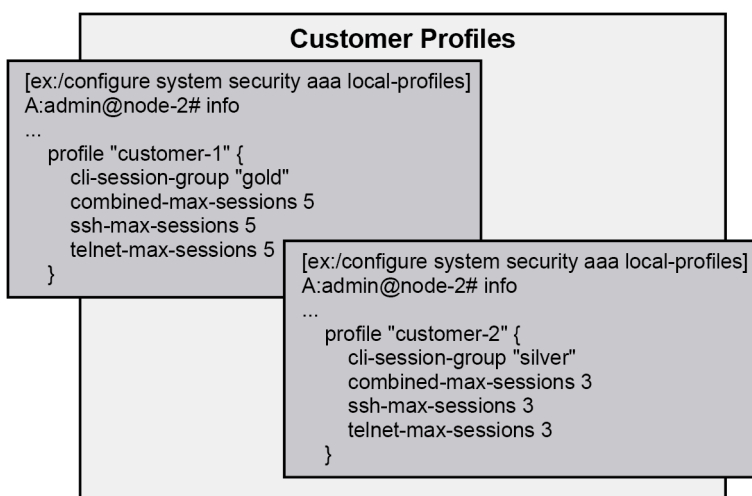 Customer Profiles
[ex:/configure system security aaa local-profiles]
A:admin@node-2# info
...
profile "customer-1" {
cli-session-group "gold"
combined-max-sessions 5
ssh-max-sessions 5
telnet-max-sessions 5
}
[ex:/configure system security aaa local-profiles]
A:admin@node-2# info
...
profile "customer-2" {
cli-session-group "silver"
combined-max-sessions 3
ssh-max-sessions 3
telnet-max-sessions 3
}